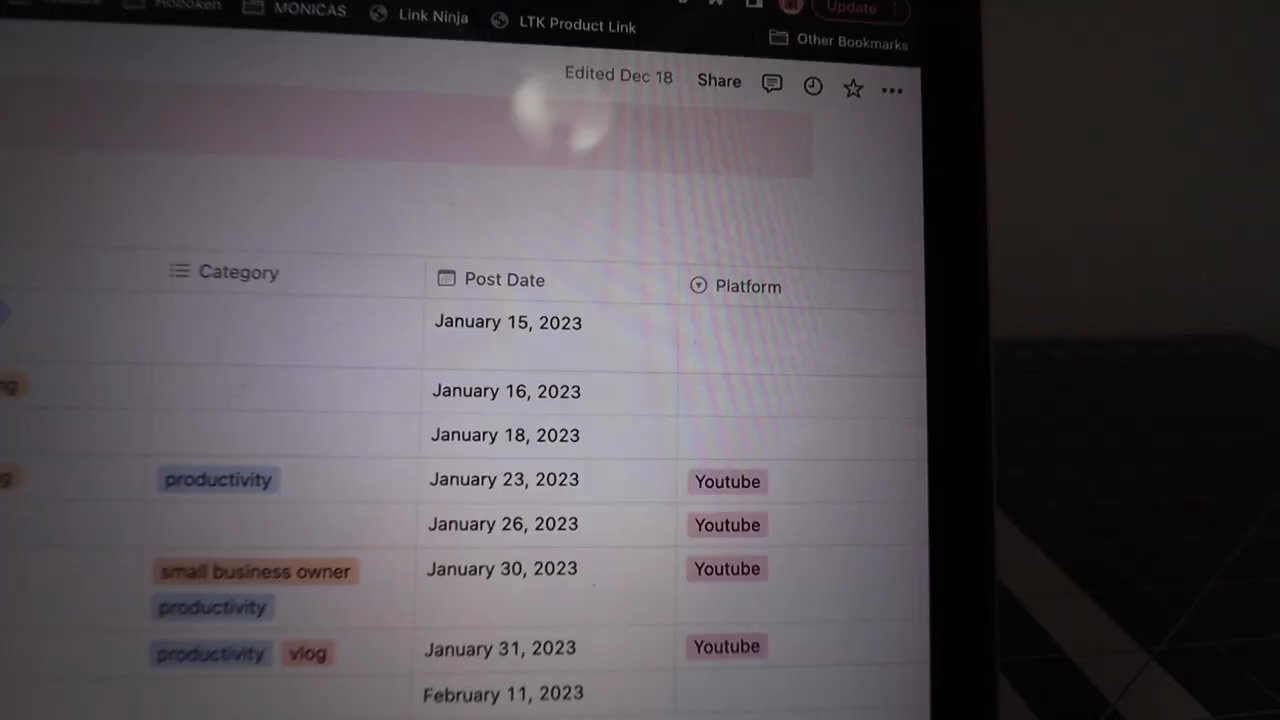 Hoboken MONICAS Link Ninja LTK Product Link Update
Other Bookmarks
Edited Dec 18 Share
Category Post Date Platform
January 15, 2023
January 16, 2023
January 18, 2023
productivity January 23, 2023 Youtube
January 26, 2023 Youtube
small business owner January 30, 2023 Youtube
productivity
productivity vlog January 31, 2023 Youtube
February 11, 2023